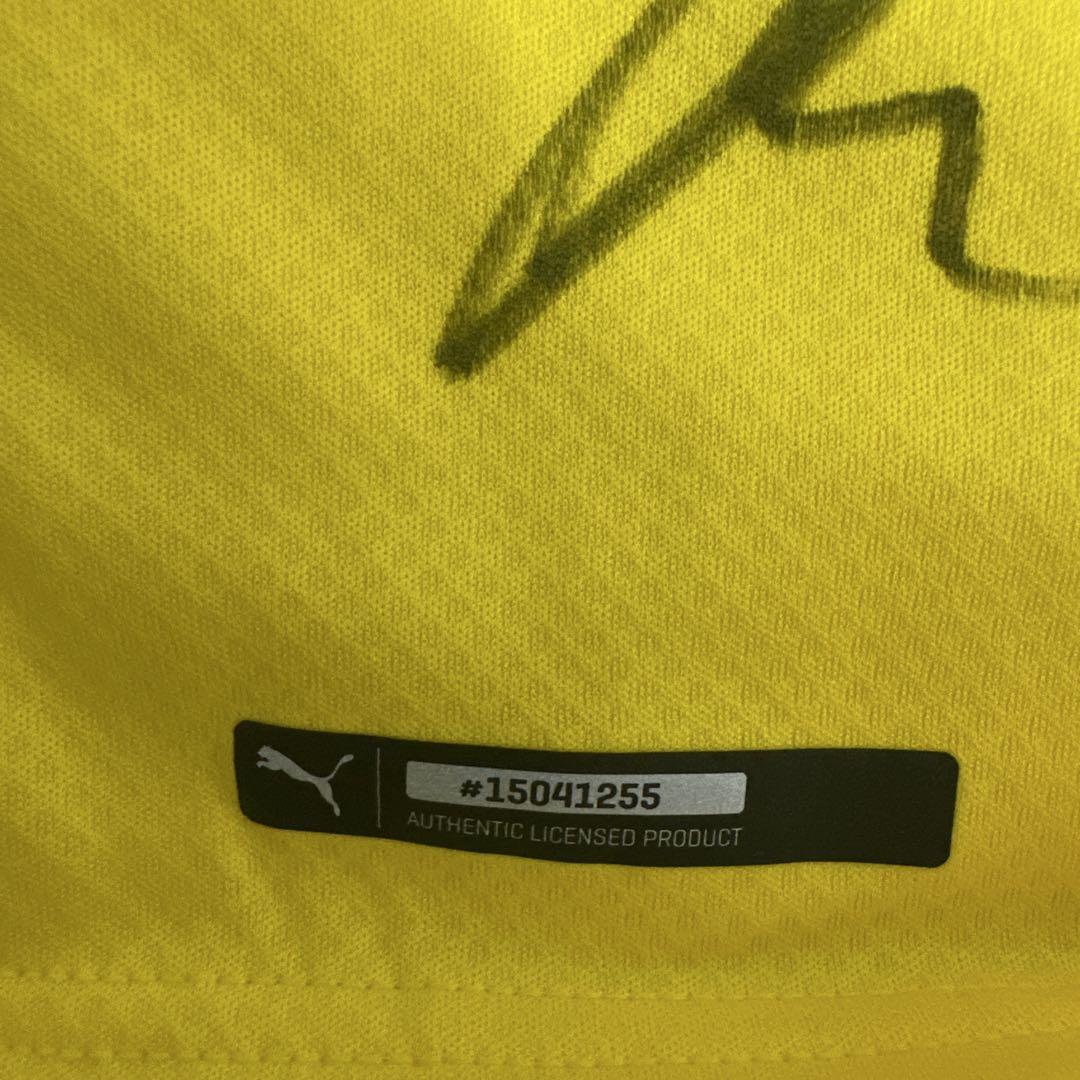 #15041255
AUTHENTIC LICENSED PRODUCT